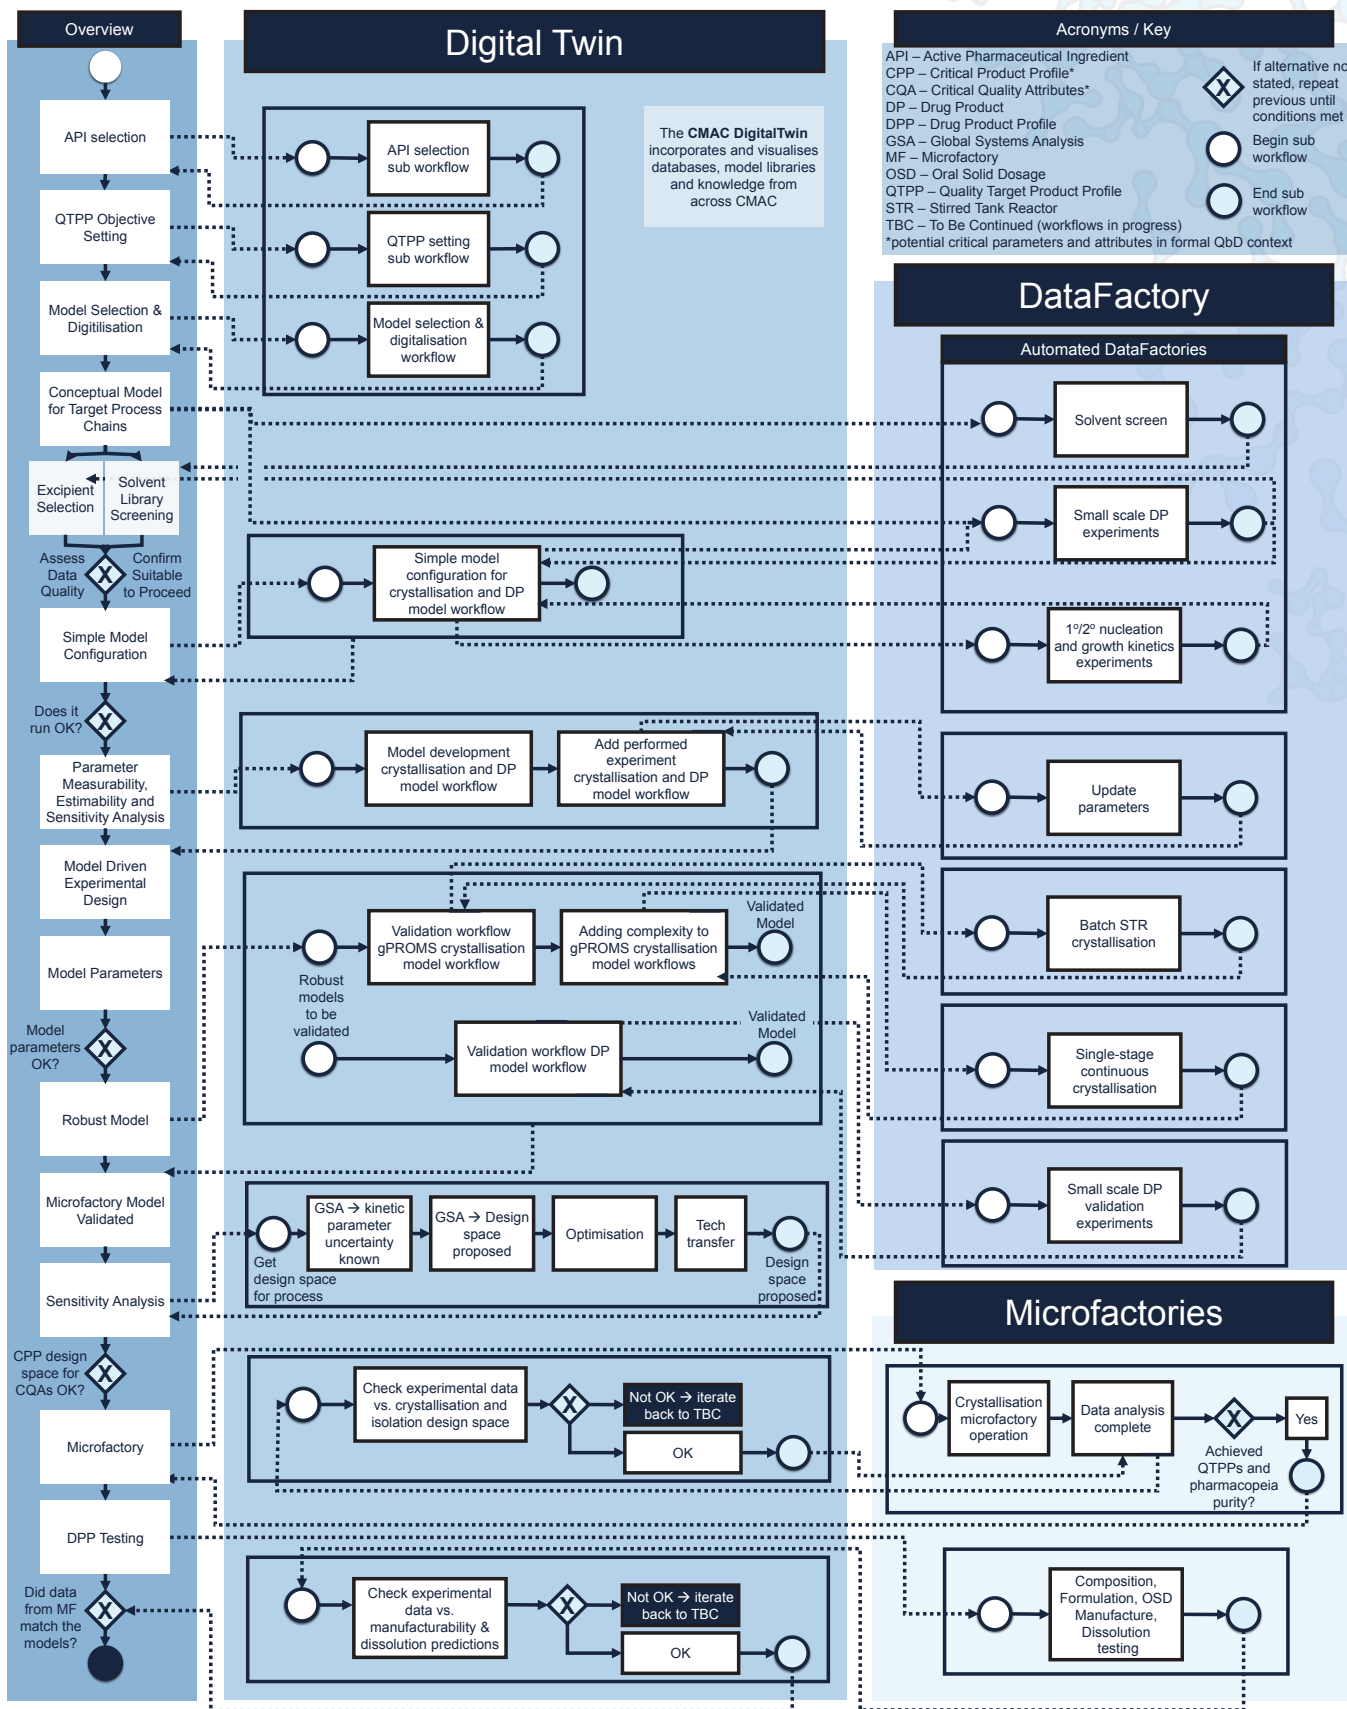 Overview
API selection
QTPP Objective
Setting
Model Selection &
Digitilisation
Conceptual Model
for Target Process
Chains
Excipient
Selection
Solvent
Library
Screening
Assess
Data
Quality
X
Confirm
Suitable
to Proceed
Simple Model
Configuration
Does it
run OK?
X
Parameter
Measurability,
Estimability and
Sensitivity Analysis
Model Driven
Experimental
Design
Model Parameters
Model
parameters
OK?
X
Robust Model
Microfactory Model
Validated
Sensitivity Analysis
CPP design
space for
CQAs OK?
X
Microfactory
DPP Testing
Did data
from MF
match the
models?
X
Digital Twin
API selection
sub workflow
QTPP setting
sub workflow
Model selection &
digitalisation
workflow
The CMAC DigitalTwin
incorporates and visualises
databases, model libraries
and knowledge from
across CMAC
Simple model
configuration for
crystallisation and DP
model workflow
Model development
crystallisation and DP
model workflow
Add performed
experiment
crystallisation and DP
model workflow
Validation workflow
gPROMS crystallisation
model workflow
Adding complexity to
gPROMS crystallisation
model workflows
Validated
Model
Robust
models
to be
validated
Validation workflow DP
model workflow
Validated
Model
Get
design space
for process
GSA → kinetic
parameter
uncertainty
known
GSA → Design
space
proposed
Optimisation
Tech
transfer
Design
space
proposed
Check experimental data
vs. crystallisation and
isolation design space
X
Not OK → iterate
back to TBC
OK
Check experimental
data vs.
manufacturability &
dissolution predictions
X
Not OK → iterate
back to TBC
OK
Acronyms / Key
API – Active Pharmaceutical Ingredient
CPP – Critical Product Profile*
CQA – Critical Quality Attributes*
DP – Drug Product
DPP – Drug Product Profile
GSA – Global Systems Analysis
MF – Microfactory
OSD – Oral Solid Dosage
QTPP – Quality Target Product Profile
STR – Stirred Tank Reactor
TBC – To Be Continued (workflows in progress)
*potential critical parameters and attributes in formal QbD context
X
If alternative no
stated, repeat
previous until
conditions met
Begin sub
workflow
End sub
workflow
DataFactory
Automated DataFactories
Solvent screen
Small scale DP
experiments
1º/2º nucleation
and growth kinetics
experiments
Update
parameters
Batch STR
crystallisation
Single-stage
continuous
crystallisation
Small scale DP
validation
experiments
Microfactories
Crystallisation
microfactory
operation
Data analysis
complete
X
Yes
Achieved
QTPPs and
pharmacopeia
purity?
Composition,
Formulation, OSD
Manufacture,
Dissolution
testing